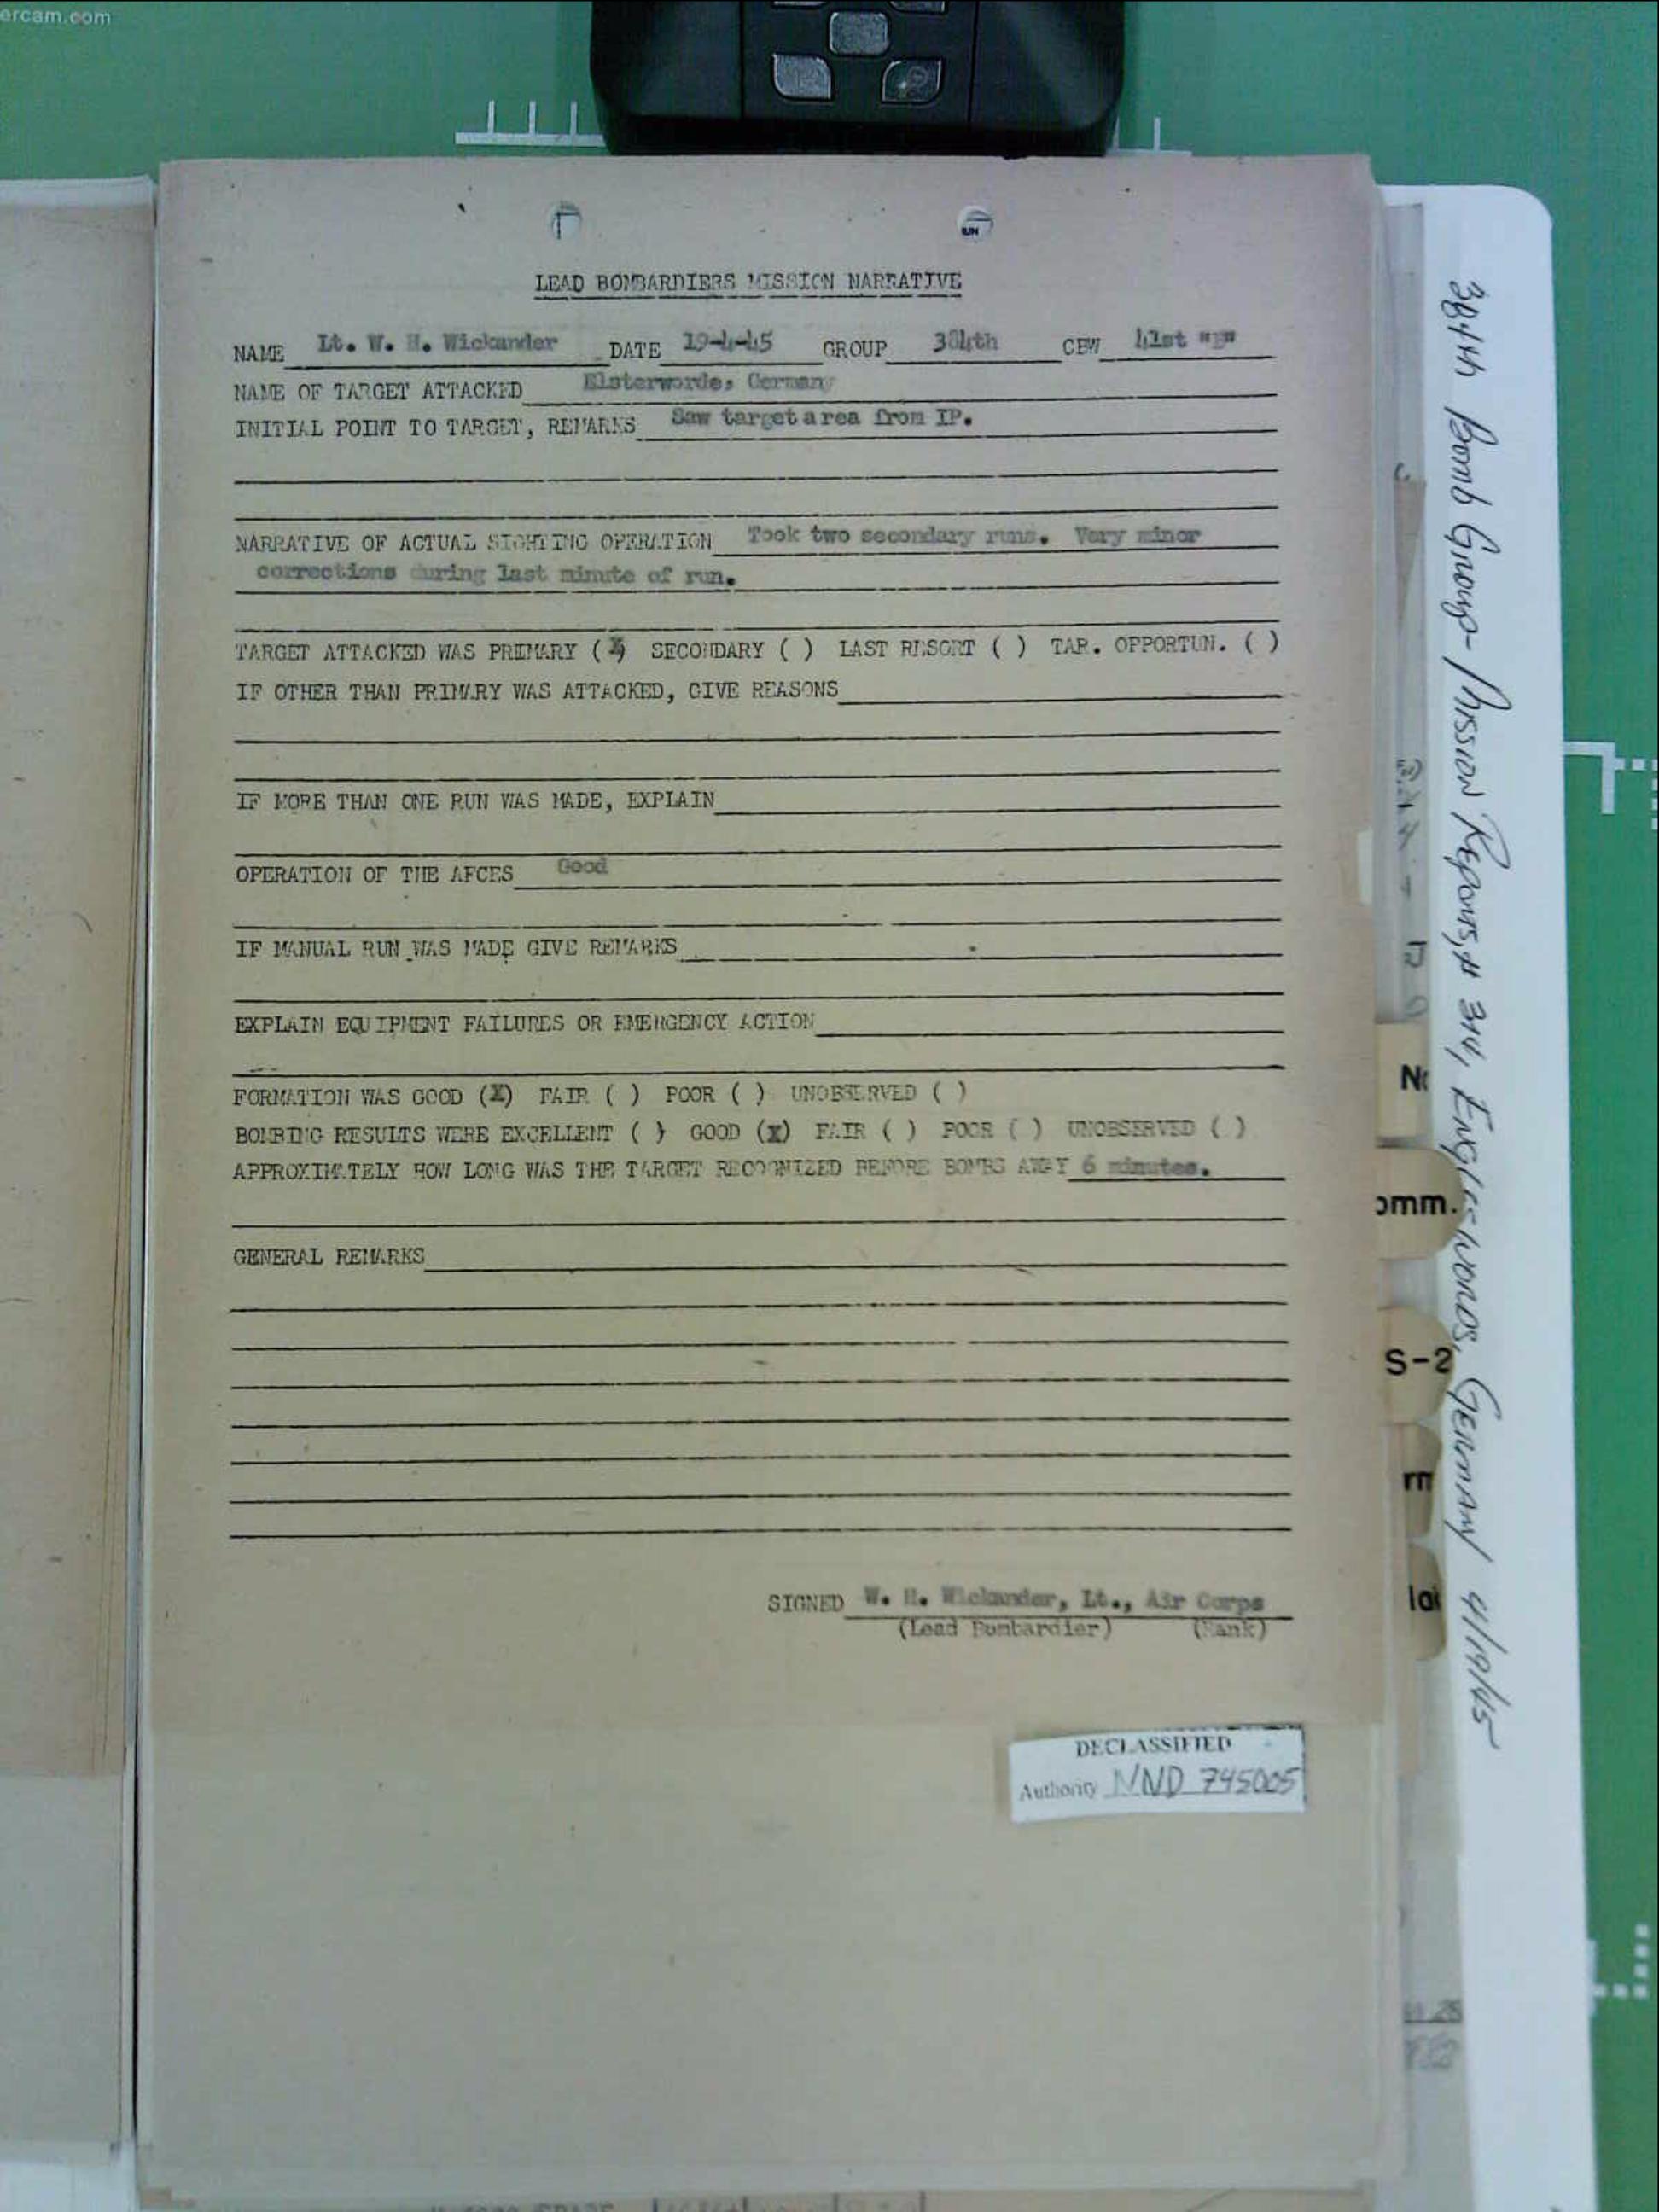 ercam.com
LEAD BOMBARDIERS MISSION NARRATIVE
NAME Lt. W. H. Wickander DATE 19-4-45 GROUP 384th CBW 41st "B"
NAME OF TARGET ATTACKED Elsterworde, Germany
INITIAL POINT TO TARGET, REMARKS Saw target area from IP.
NARRATIVE OF ACTUAL SIGHTING OPERATION Took two secondary runs. Very minor
corrections during last minute of run.
TARGET ATTACKED WAS PRIMARY (X) SECONDARY ( ) LAST RESORT ( ) TAR. OPPORTUN. ( )
IF OTHER THAN PRIMARY WAS ATTACKED, GIVE REASONS
IF MORE THAN ONE RUN WAS MADE, EXPLAIN
OPERATION OF THE AFCES Good
IF MANUAL RUN WAS MADE GIVE REMARKS
EXPLAIN EQUIPMENT FAILURES OR EMERGENCY ACTION
FORMATION WAS GOOD (X) FAIR ( ) POOR ( ) UNOBSERVED ( )
BOMBING RESULTS WERE EXCELLENT ( ) GOOD (X) FAIR ( ) POOR ( ) UNOBSERVED ( )
APPROXIMATELY HOW LONG WAS THE TARGET RECOGNIZED BEFORE BOMBS AWAY 6 minutes.
GENERAL REMARKS
SIGNED W. H. Wickander, Lt., Air Corps
(Lead Bombardier) (Rank)
DECLASSIFIED
Authority NND 745005
384th Bomb Group - Mission Reports, # 314, Germany 4/19/45
omm.
S-2